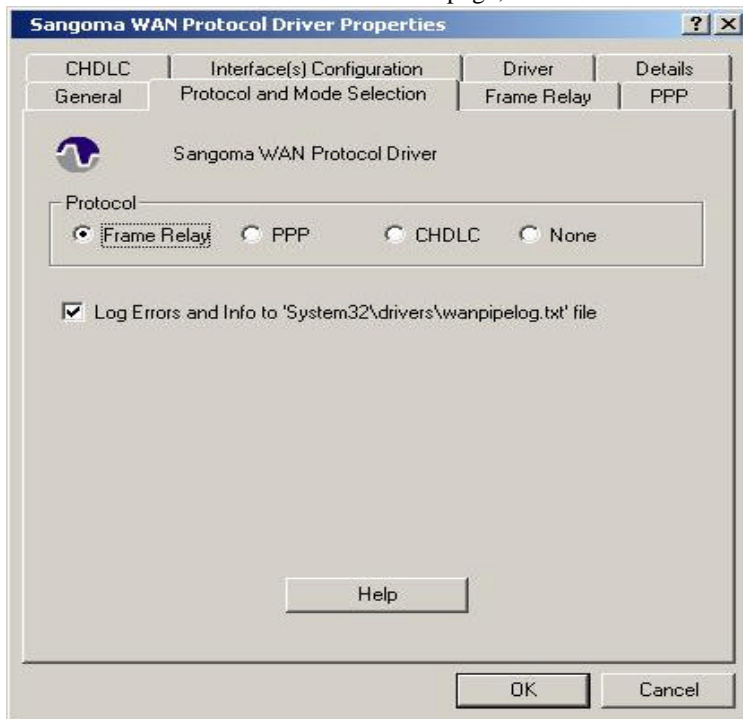 Sangoma WAN Protocol Driver Properties
CHDLC Interface(s) Configuration Driver Details
General Protocol and Mode Selection Frame Relay PPP
Sangoma WAN Protocol Driver
Protocol
Frame Relay PPP CHDLC None
Log Errors and Info to 'System32\drivers\wanpipelog.txt' file
Help
OK Cancel